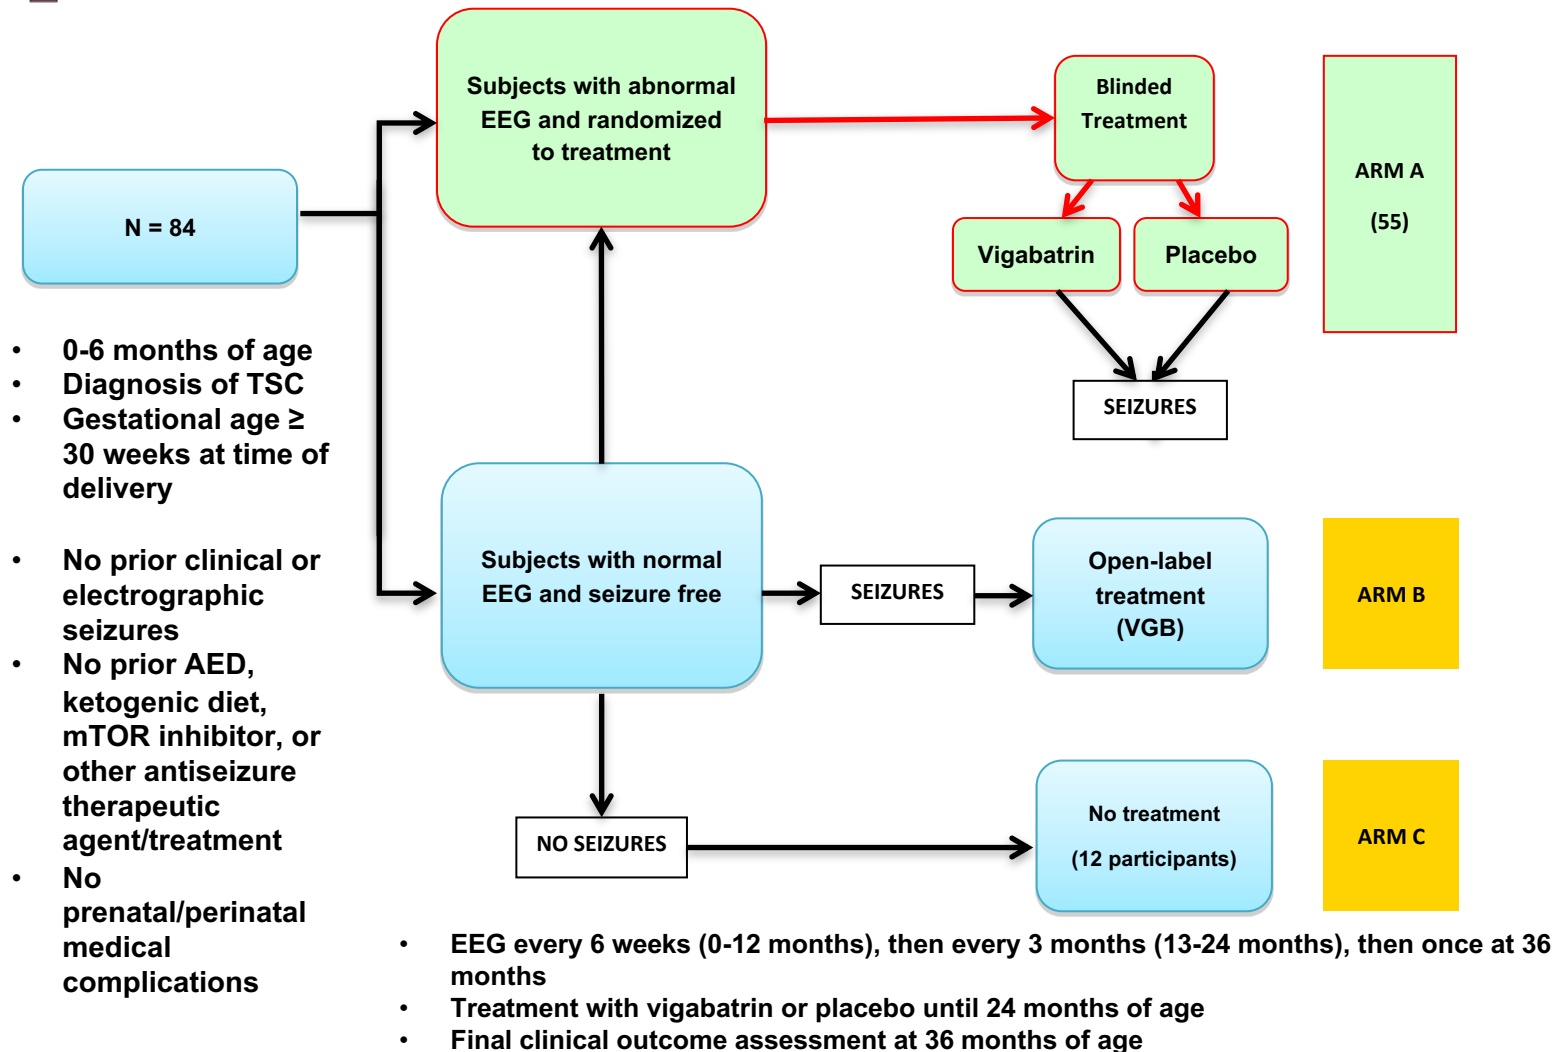 Subjects with abnormal
EEG and randomized
to treatment
Blinded
Treatment
ARM A
(55)
N = 84
Vigabatrin
Placebo
SEIZURES
• 0-6 months of age
• Diagnosis of TSC
• Gestational age ≥
30 weeks at time of
delivery
• No prior clinical or
electrographic
seizures
• No prior AED,
ketogenic diet,
mTOR inhibitor, or
other antiseizure
therapeutic
agent/treatment
• No
prenatal/perinatal
medical
complications
Subjects with normal
EEG and seizure free
SEIZURES
Open-label
treatment
(VGB)
ARM B
NO SEIZURES
No treatment
(12 participants)
ARM C
• EEG every 6 weeks (0-12 months), then every 3 months (13-24 months), then once at 36
months
• Treatment with vigabatrin or placebo until 24 months of age
• Final clinical outcome assessment at 36 months of age